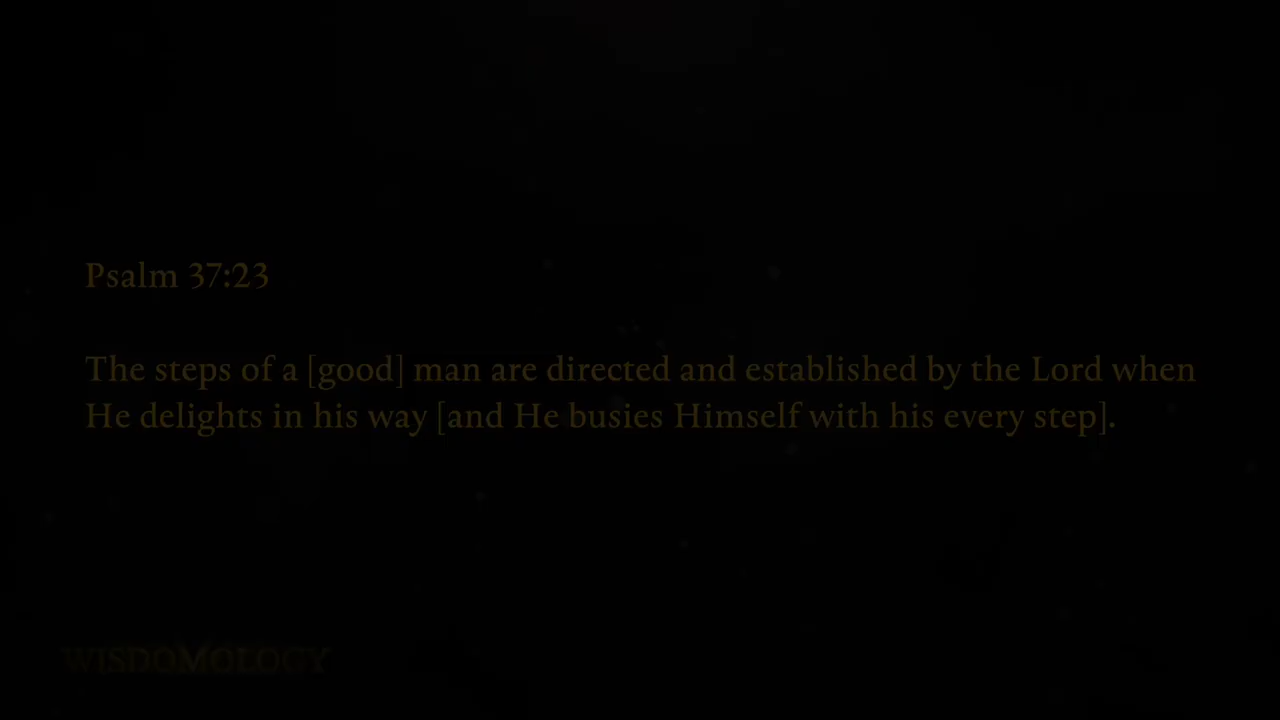 Psalm 37:23
The steps of a [good] man are directed and established by the Lord when
He delights in his way [and He busies Himself with his every step].
WISDOMOLOGY